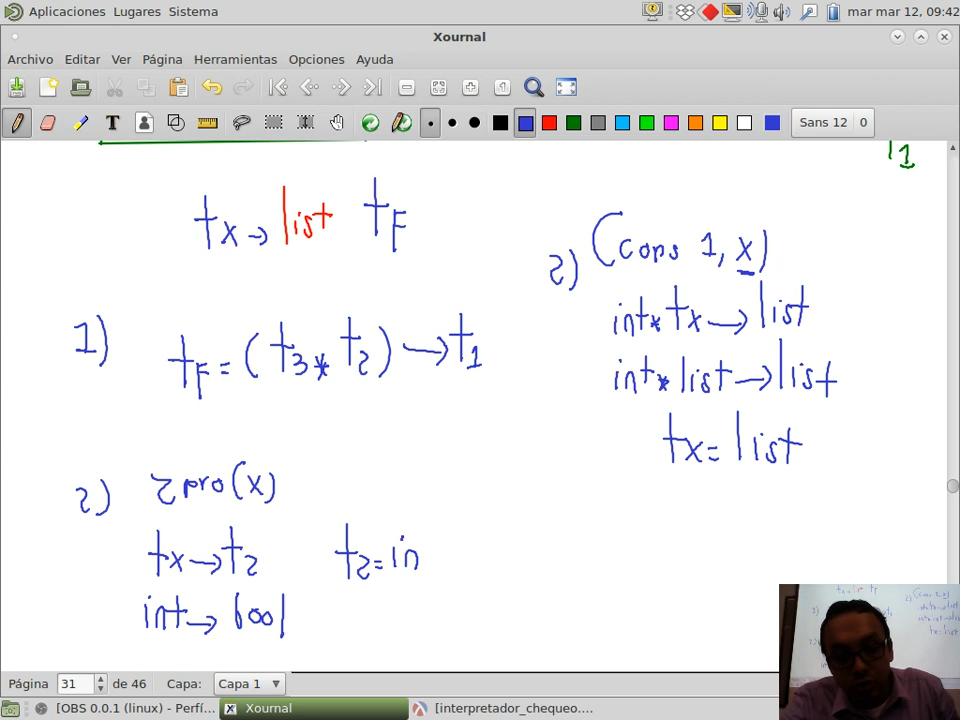 Aplicaciones Lugares Sistema mar mar 12, 09:42
Xournal
Archivo Editar Ver Página Herramientas Opciones Ayuda
Sans 12 0
1
tx → list tF
1) tF = (t3 * t2) → t1
2) zero(x)
tx → t2 t2 = in
int → bool
2) (cons 1, x)
int * tx → list
int * list → list
tx = list
Página 31 de 46 Capa: Capa 1
[OBS 0.0.1 (linux) - Perfí... Xournal [interpretador_chequeo....